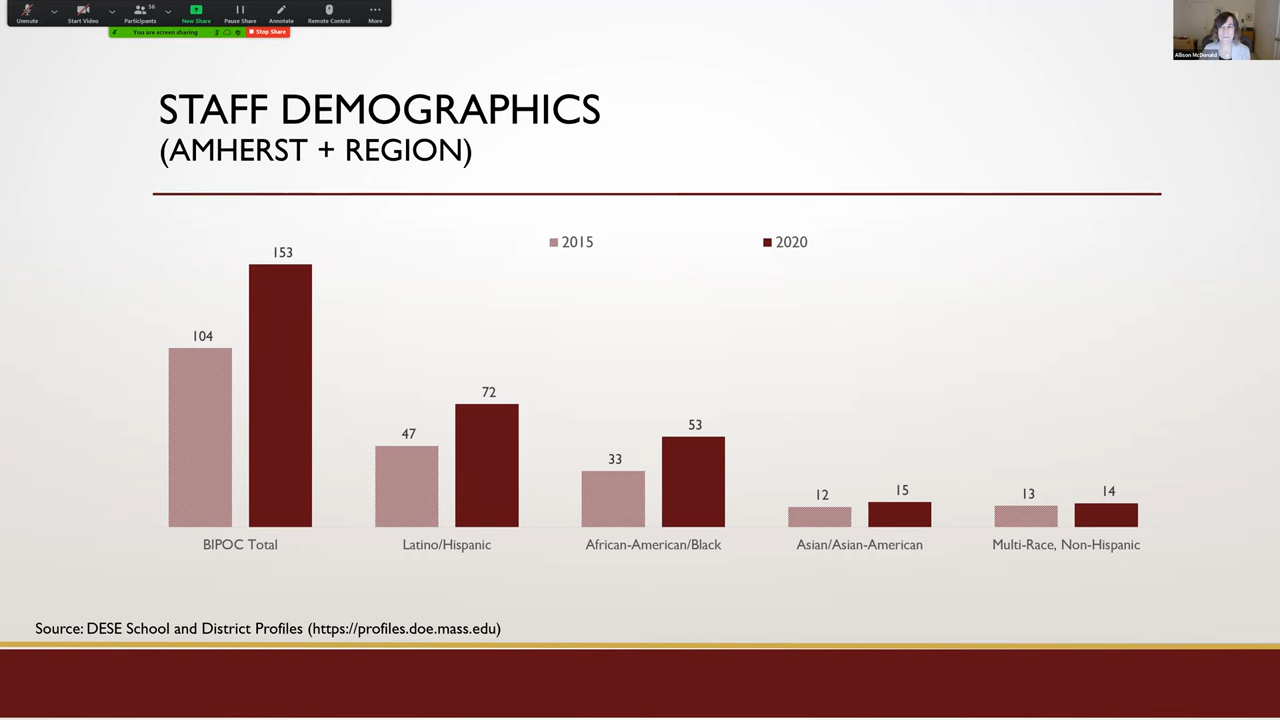 Unmute
Start Video
Participants
56
New Share
Pause Share
Annotate
Remote Control
More
You are screen sharing
Stop Share
Allison McDonald
STAFF DEMOGRAPHICS
(AMHERST + REGION)
2015
2020
153
104
72
47
53
33
12
15
13
14
BIPOC Total
Latino/Hispanic
African-American/Black
Asian/Asian-American
Multi-Race, Non-Hispanic
Source: DESE School and District Profiles (https://profiles.doe.mass.edu)